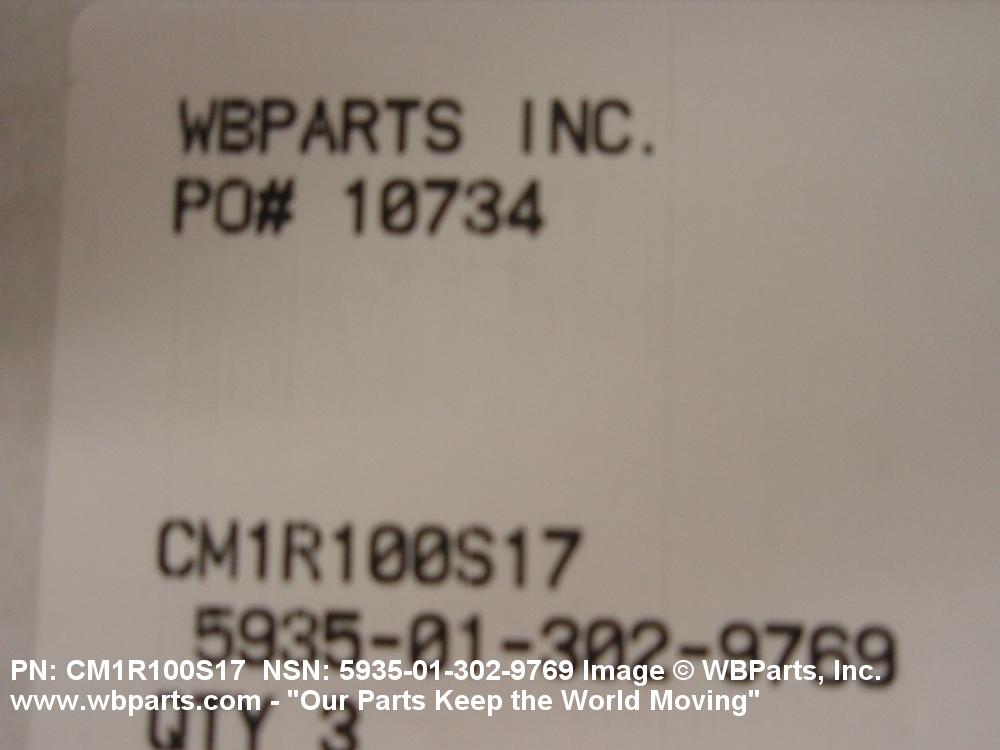 WBPARTS INC.
PO# 10734
CM1R100S17
5935-01-302-9769
PN: CM1R100S17 NSN: 5935-01-302-9769 Image © WBParts, Inc.
www.wbparts.com - "Our Parts Keep the World Moving"
QTY 3